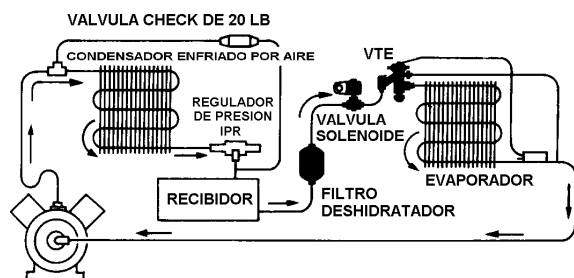 VALVULA CHECK DE 20 LB
CONDENSADOR ENFRIADO POR AIRE
VTE
REGULADOR
DE PRESION
IPR
VALVULA
SOLENOIDE
EVAPORADOR
RECIBIDOR
FILTRO
DESHIDRATADOR